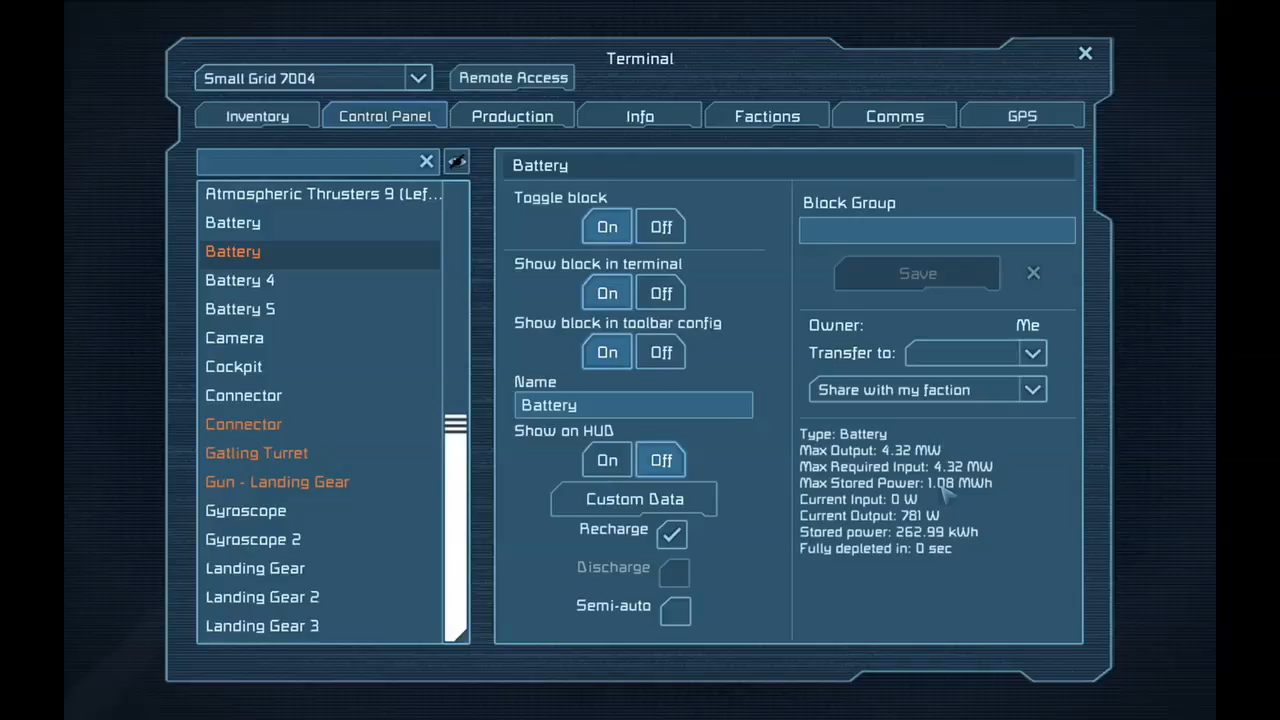 Terminal
Small Grid 7004
Remote Access
Inventory
Control Panel
Production
Info
Factions
Comms
GPS
Atmospheric Thrusters 9 (Lef...
Battery
Battery
Battery 4
Battery 5
Camera
Cockpit
Connector
Connector
Gatling Turret
Gun - Landing Gear
Gyroscope
Gyroscope 2
Landing Gear
Landing Gear 2
Landing Gear 3
Battery
Toggle block
On Off
Show block in terminal
On Off
Show block in toolbar config
On Off
Name
Battery
Show on HUD
On Off
Custom Data
Recharge
Discharge
Semi-auto
Block Group
Save
Owner: Me
Transfer to:
Share with my faction
Type: Battery
Max Output: 4.32 MW
Max Required Input: 4.32 MW
Max Stored Power: 1.08 MWh
Current Input: 0 W
Current Output: 781 W
Stored power: 262.99 kWh
Fully depleted in: 0 sec